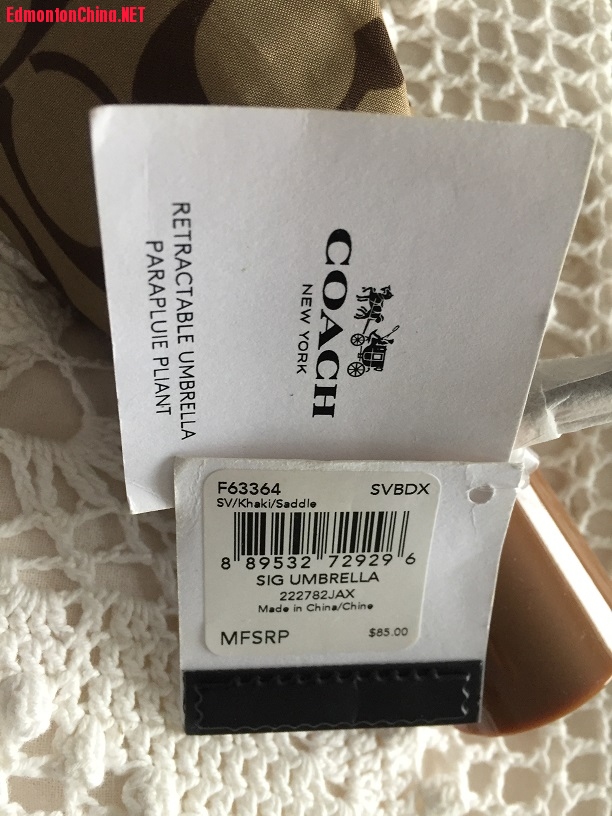 EdmontonChina.NET
COACH
NEW YORK
RETRACTABLE UMBRELLA
PARAPLUIE PLIANT
F63364 SVBDX
SV/Khaki/Saddle
8 89532 72929 6
SIG UMBRELLA
222782JAX
Made in China/Chine
MFSRP $85.00